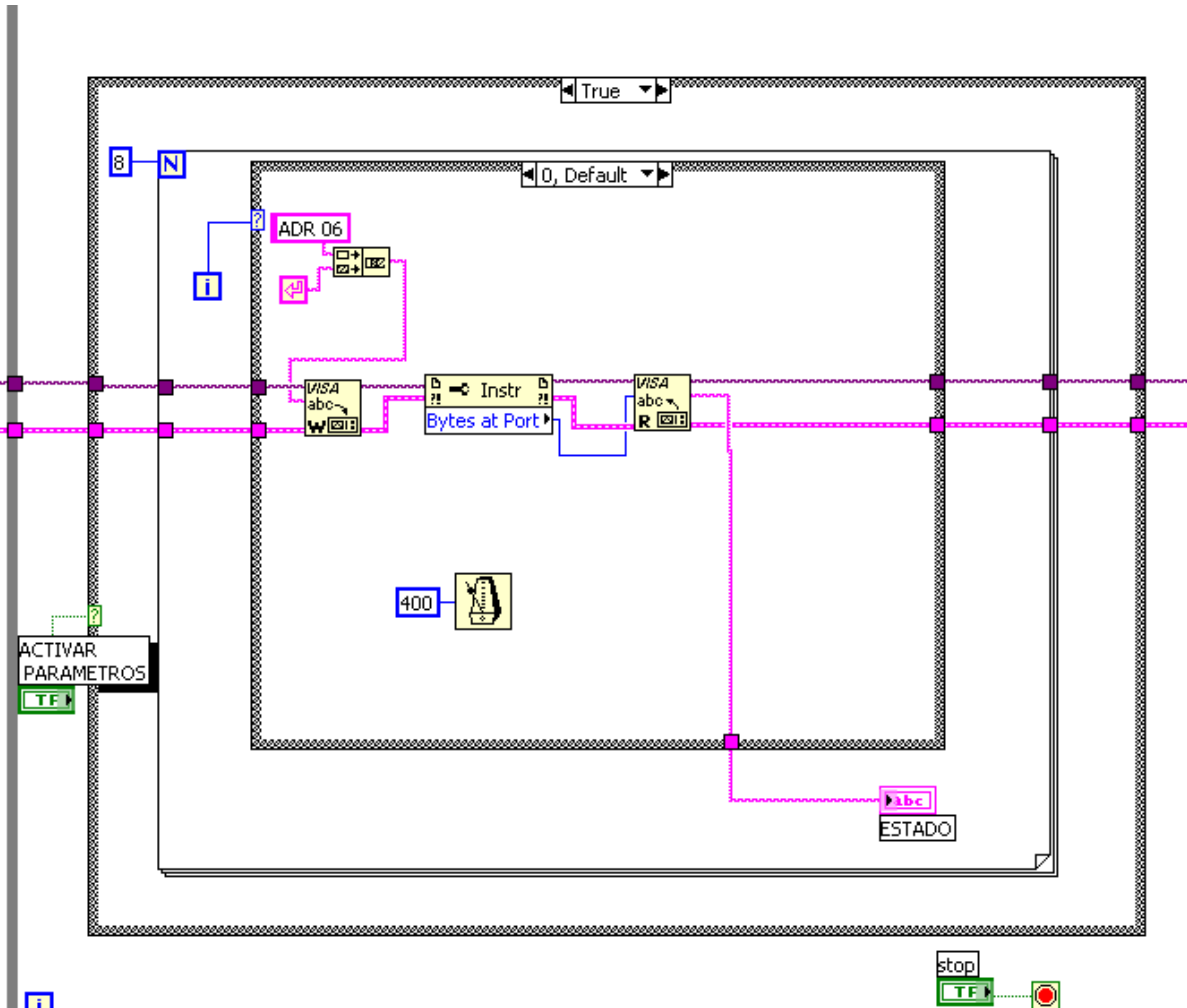 True
8
N
0, Default
?
ADR 06
i
VISA
abc
W
Instr
Bytes at Port
VISA
abc
R
400
?
ACTIVAR
PARAMETROS
TF
abc
ESTADO
stop
TF
i